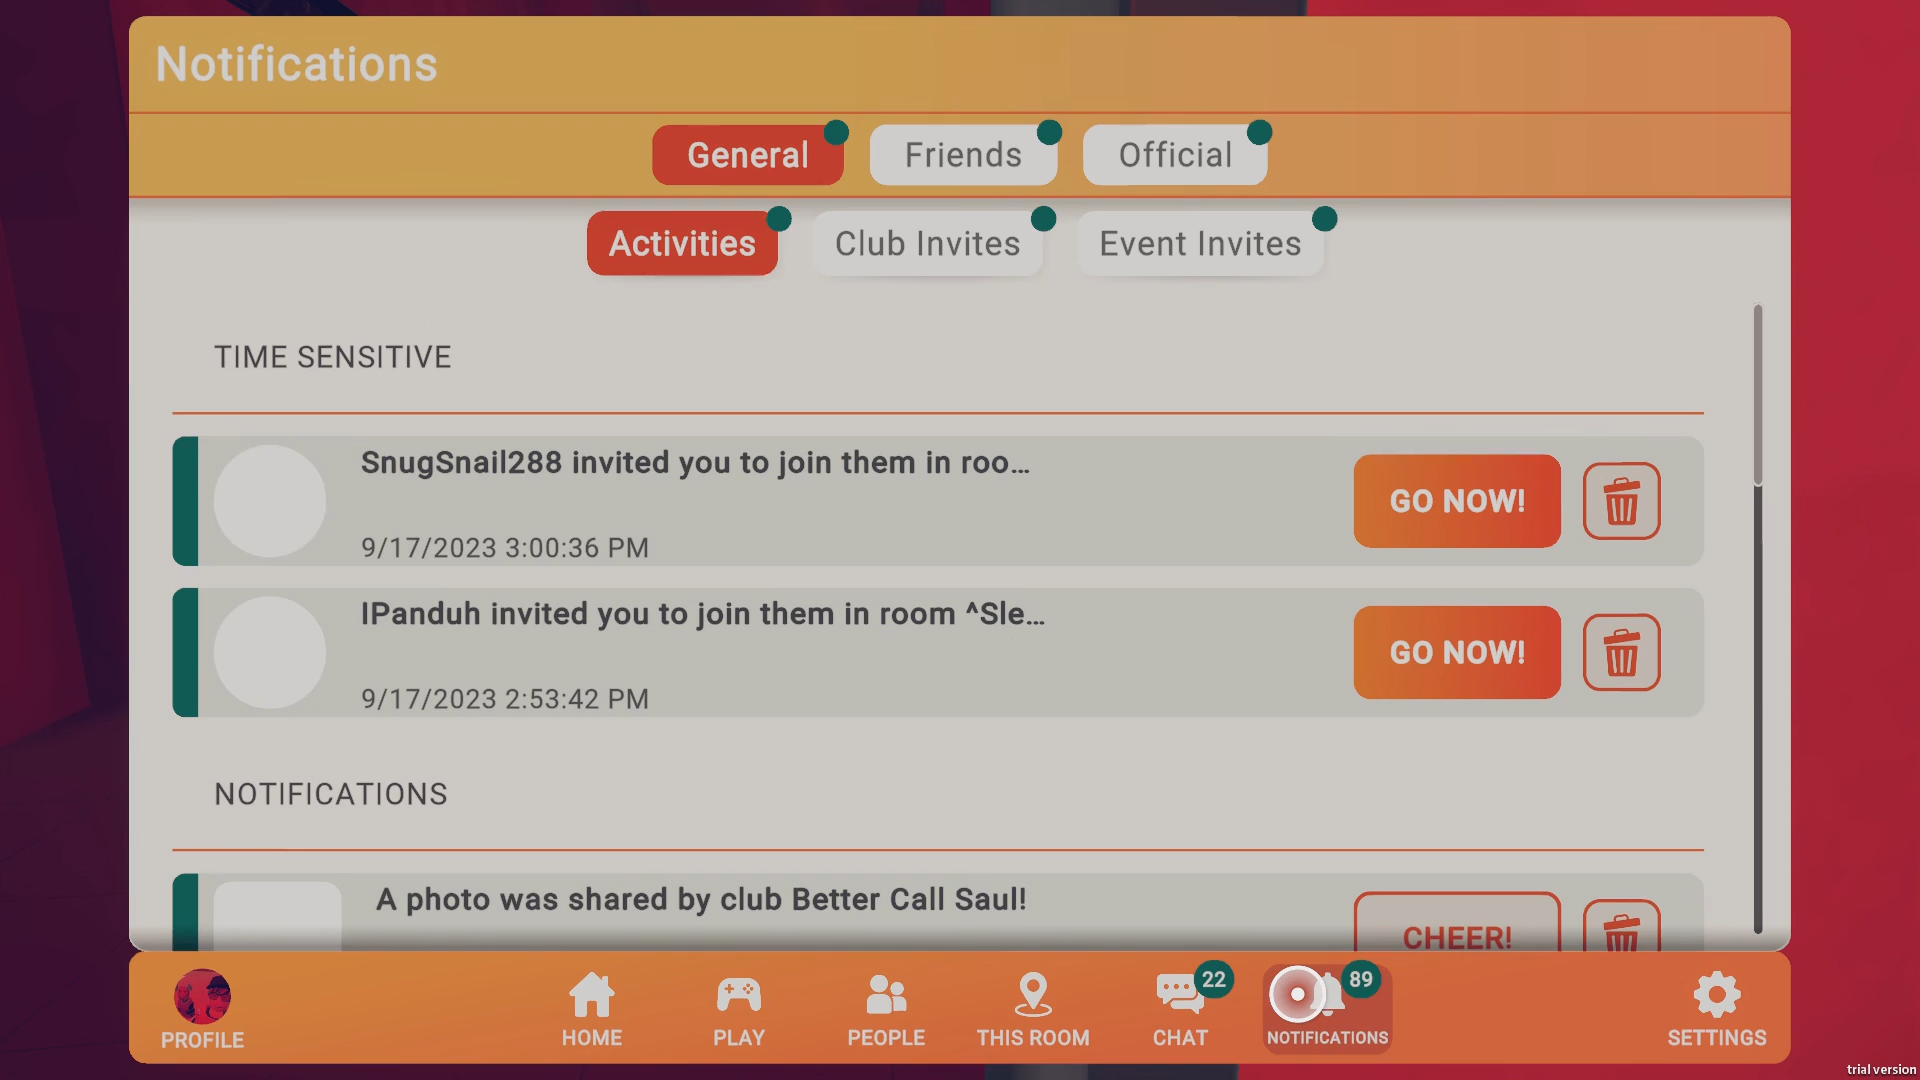 Notifications
General
Friends
Official
Activities
Club Invites
Event Invites
TIME SENSITIVE
SnugSnail288 invited you to join them in roo...
9/17/2023 3:00:36 PM
GO NOW!
IPanduh invited you to join them in room ^Sle...
9/17/2023 2:53:42 PM
GO NOW!
NOTIFICATIONS
A photo was shared by club Better Call Saul!
CHEER!
PROFILE
HOME
PLAY
PEOPLE
THIS ROOM
22
CHAT
89
NOTIFICATIONS
SETTINGS
trial version